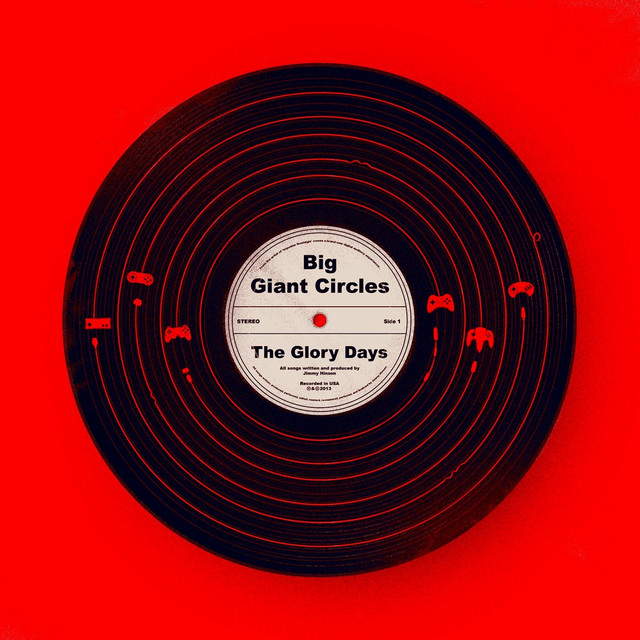 Big
Giant Circles
STEREO
Side 1
The Glory Days
All songs written and produced by
Jimmy Hinson
Recorded in USA
Ⓟ&©2013